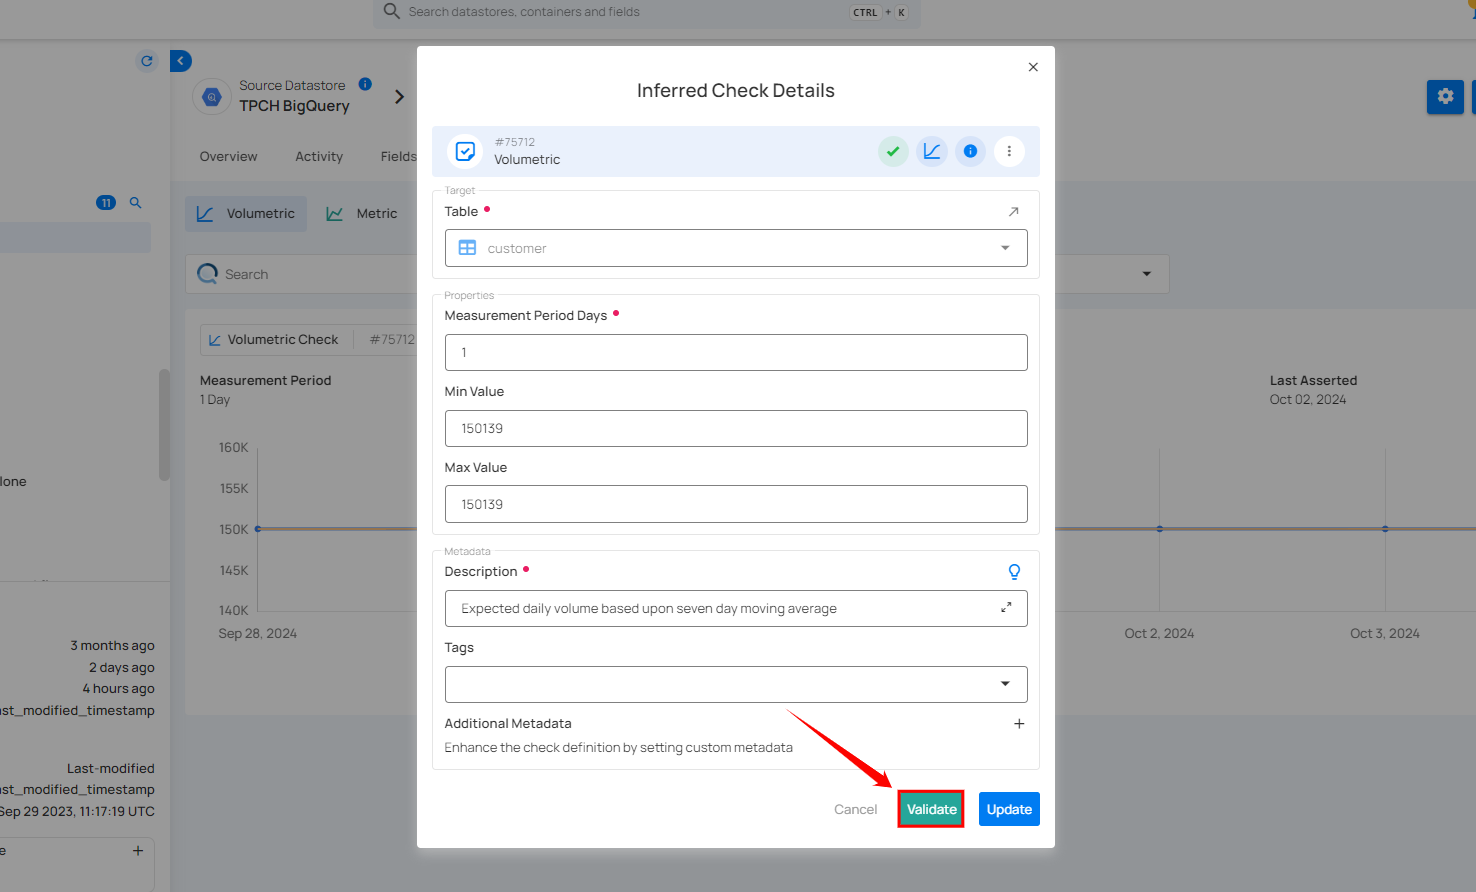 Search datastores, containers and fields
CTRL + K
Source Datastore
TPCH BigQuery
Overview
Activity
Fields
11
Volumetric
Metric
Search
Volumetric Check
#75712
Measurement Period
1 Day
Last Asserted
Oct 02, 2024
160K
155K
150K
145K
140K
Sep 28, 2024
Oct 2, 2024
Oct 3, 2024
lone
3 months ago
2 days ago
4 hours ago
st_modified_timestamp
Last-modified
st_modified_timestamp
Sep 29 2023, 11:17:19 UTC
e
Inferred Check Details
#75712
Volumetric
Target
Table
customer
Properties
Measurement Period Days
1
Min Value
150139
Max Value
150139
Metadata
Description
Expected daily volume based upon seven day moving average
Tags
Additional Metadata
Enhance the check definition by setting custom metadata
Cancel
Validate
Update